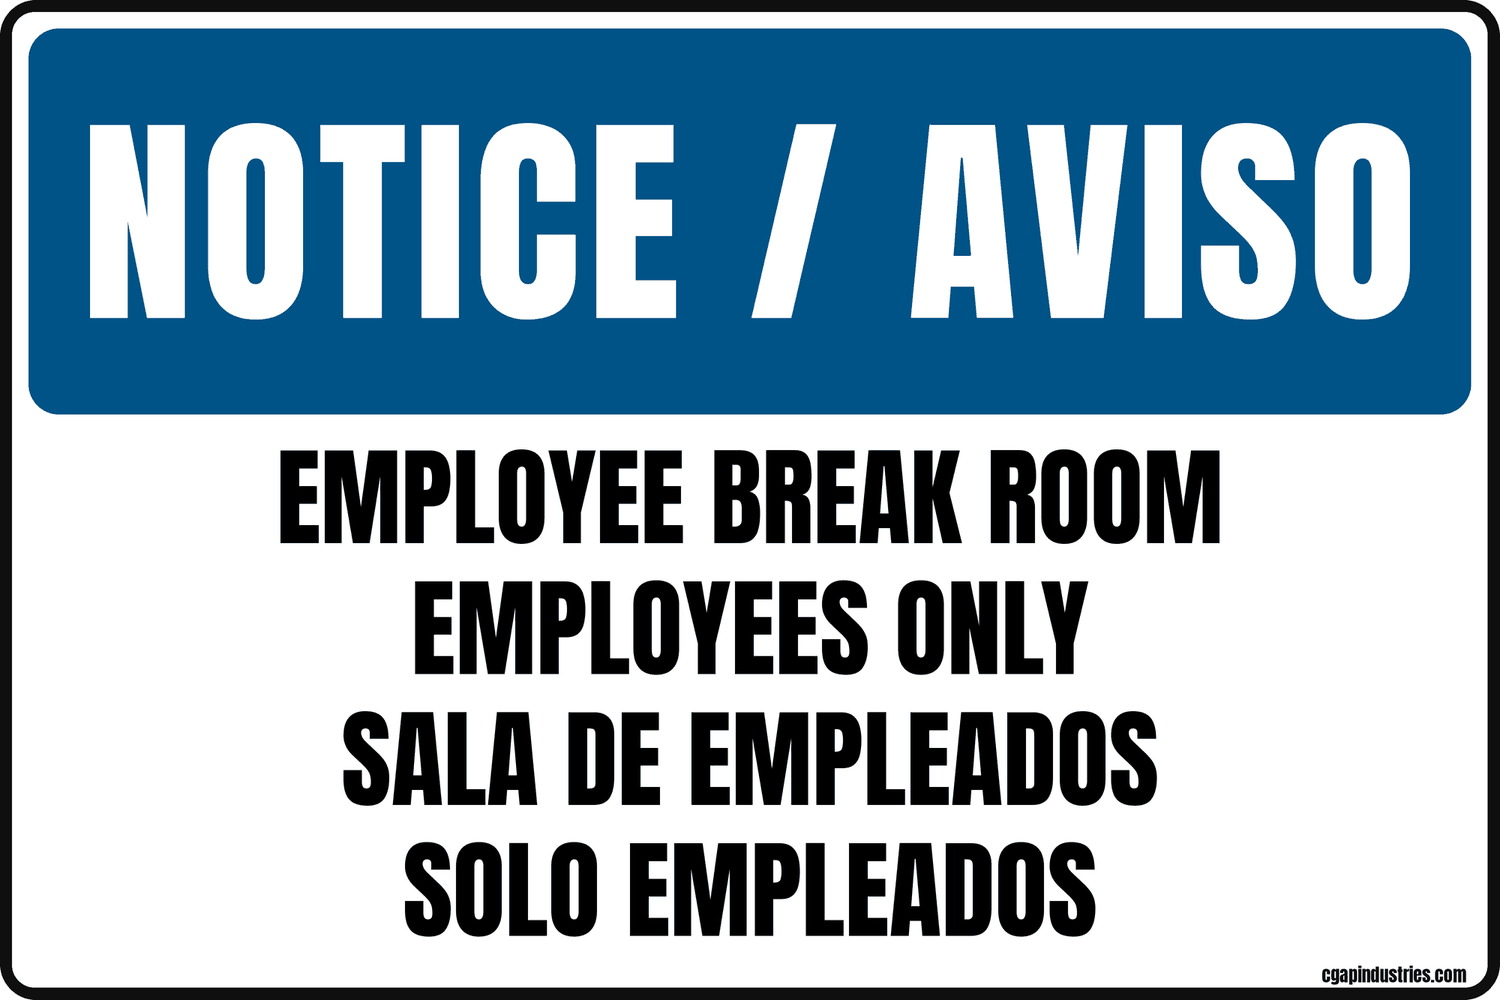 NOTICE / AVISO
EMPLOYEE BREAK ROOM
EMPLOYEES ONLY
SALA DE EMPLEADOS
SOLO EMPLEADOS
cgapindustries.com